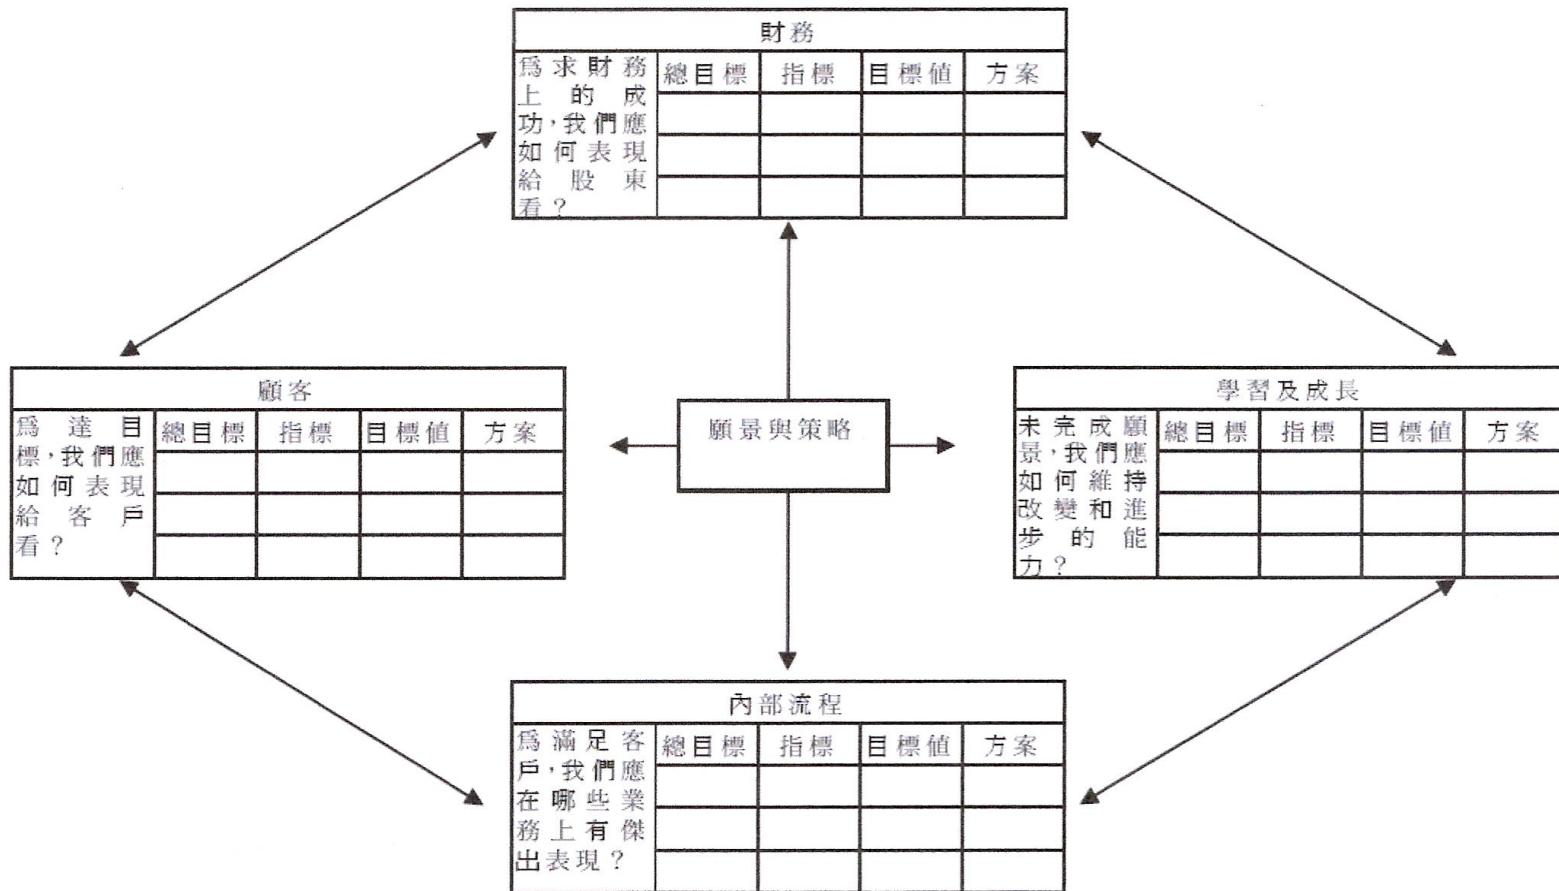 財務
為求財務
上的成
功,我們應
如何表現
給股東
看?
總目標 指標 目標值 方案
顧客
為達目
標,我們應
如何表現
給客戶
看?
總目標 指標 目標值 方案
願景與策略
學習及成長
未完成願
景,我們應
如何維持
改變和進
步的能
力?
總目標 指標 目標值 方案
內部流程
為滿足客
戶,我們應
在哪些業
務上有傑
出表現?
總目標 指標 目標值 方案